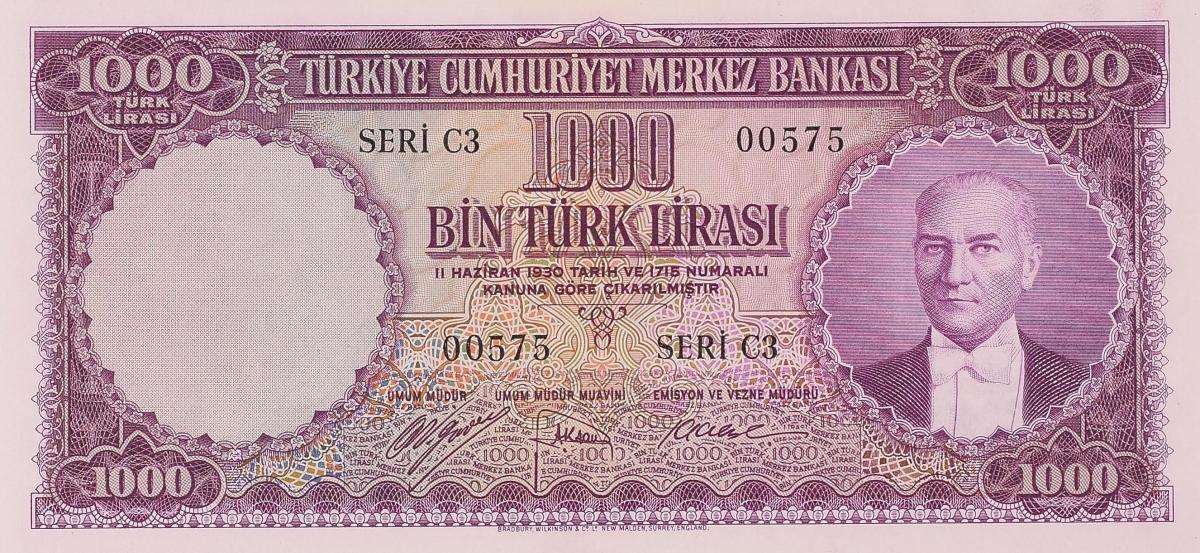 1000 TÜRK LİRASI
TÜRKİYE CUMHURİYET MERKEZ BANKASI
1000 TÜRK LİRASI
SERİ C3
1000
00575
BİN TÜRK LİRASI
11 HAZİRAN 1930 TARİH VE 1715 NUMARALI
KANUNA GÖRE ÇIKARILMIŞTIR
00575
SERİ C3
UMUM MÜDÜR
UMUM MÜDÜR MUAVİNİ
EMİSYON VE VEZNE MÜDÜRÜ
1000
1000
BRADBURY, WILKINSON & Cº Lᵈ NEW MALDEN, SURREY, ENGLAND.